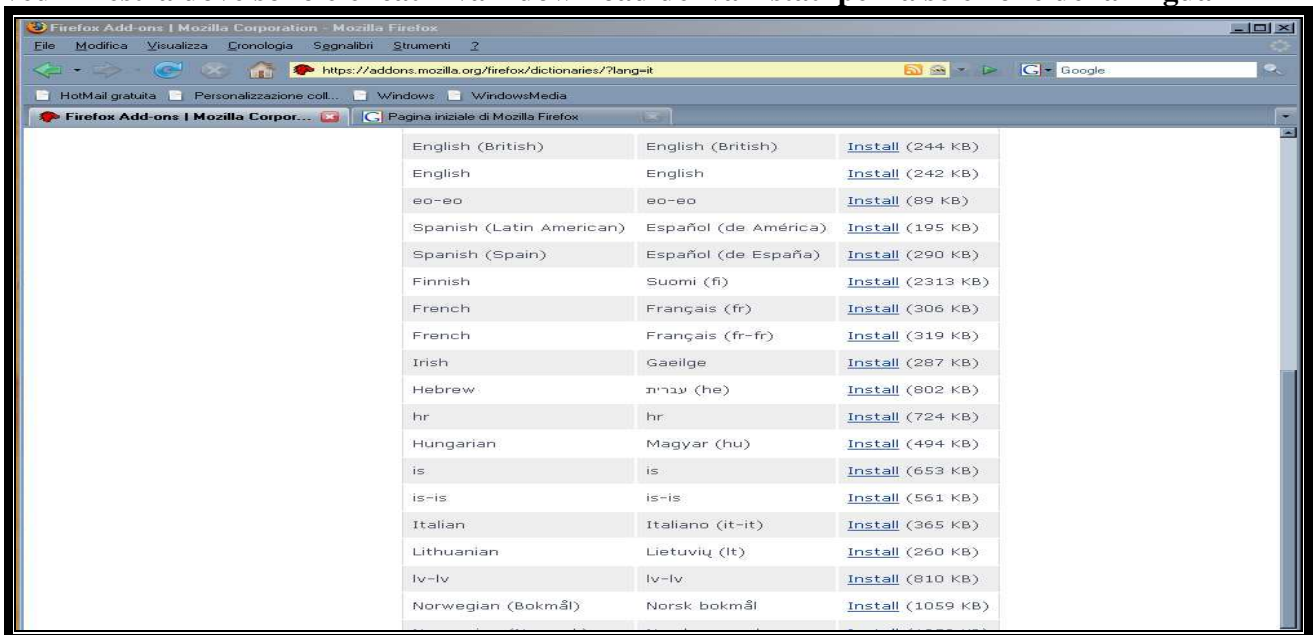 Firefox Add-ons | Mozilla Corporation - Mozilla Firefox
File Modifica Visualizza Cronologia Segnalibri Strumenti ?
https://addons.mozilla.org/firefox/dictionaries/?lang=it Google
HotMail gratuita Personalizzazione coll... Windows WindowsMedia
Firefox Add-ons | Mozilla Corpor... Pagina iniziale di Mozilla Firefox
English (British) English (British) Install (244 KB)
English English Install (242 KB)
eo-eo eo-eo Install (89 KB)
Spanish (Latin American) Español (de América) Install (195 KB)
Spanish (Spain) Español (de España) Install (290 KB)
Finnish Suomi (fi) Install (2313 KB)
French Français (fr) Install (306 KB)
French Français (fr-fr) Install (319 KB)
Irish Gaeilge Install (287 KB)
Hebrew עברית (he) Install (802 KB)
hr hr Install (724 KB)
Hungarian Magyar (hu) Install (494 KB)
is is Install (653 KB)
is-is is-is Install (561 KB)
Italian Italiano (it-it) Install (365 KB)
Lithuanian Lietuvių (lt) Install (260 KB)
lv-lv lv-lv Install (810 KB)
Norwegian (Bokmål) Norsk bokmål Install (1059 KB)